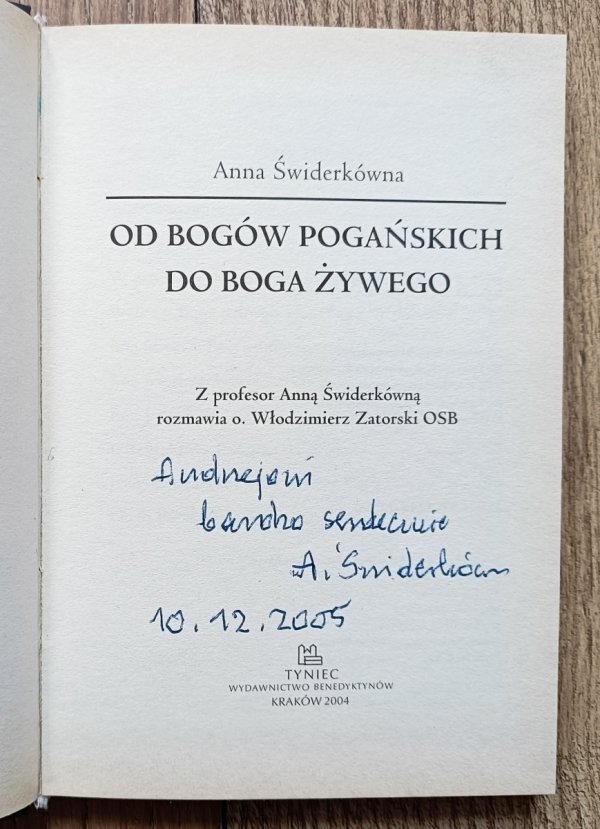 Anna Świderkówna
OD BOGÓW POGAŃSKICH
DO BOGA ŻYWEGO
Z profesor Anną Świderkówną
rozmawia o. Włodzimierz Zatorski OSB
Andrzejowi
bardzo serdecznie
A. Świderkówna
10.12.2005
TYNIEC
WYDAWNICTWO BENEDYKTYNÓW
KRAKÓW 2004